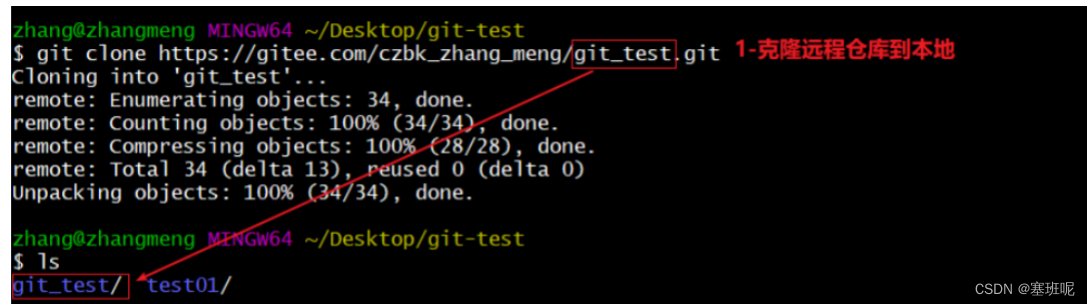 zhang@zhangmeng MINGW64 ~/Desktop/git-test
$ git clone https://gitee.com/czbk_zhang_meng/git_test.git 1-克隆远程仓库到本地
Cloning into 'git_test'...
remote: Enumerating objects: 34, done.
remote: Counting objects: 100% (34/34), done.
remote: Compressing objects: 100% (28/28), done.
remote: Total 34 (delta 13), reused 0 (delta 0)
Unpacking objects: 100% (34/34), done.
zhang@zhangmeng MINGW64 ~/Desktop/git-test
$ ls
git_test/ test01/
CSDN @塞班呢